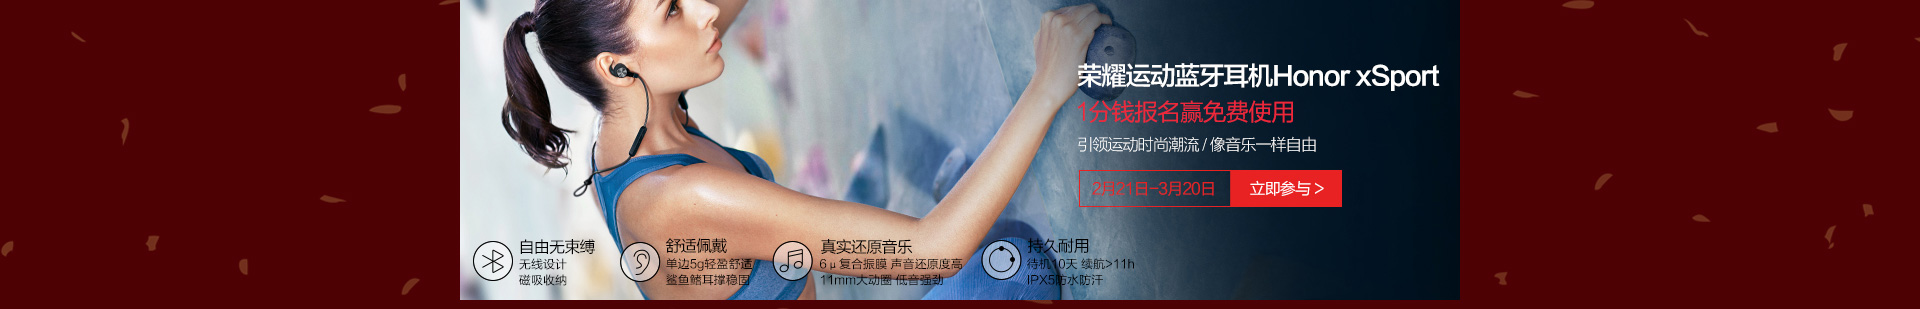 荣耀运动蓝牙耳机Honor xSport
1分钱报名赢免费使用
引领运动时尚潮流 / 像音乐一样自由
2月21日-3月20日
立即参与 >
自由无束缚
无线设计
磁吸收纳
舒适佩戴
单边5g轻盈舒适
鲨鱼鳍耳撑稳固
真实还原音乐
6μ复合振膜 声音还原度高
11mm大动圈 低音强劲
持久耐用
待机10天 续航>11h
IPX5防水防汗